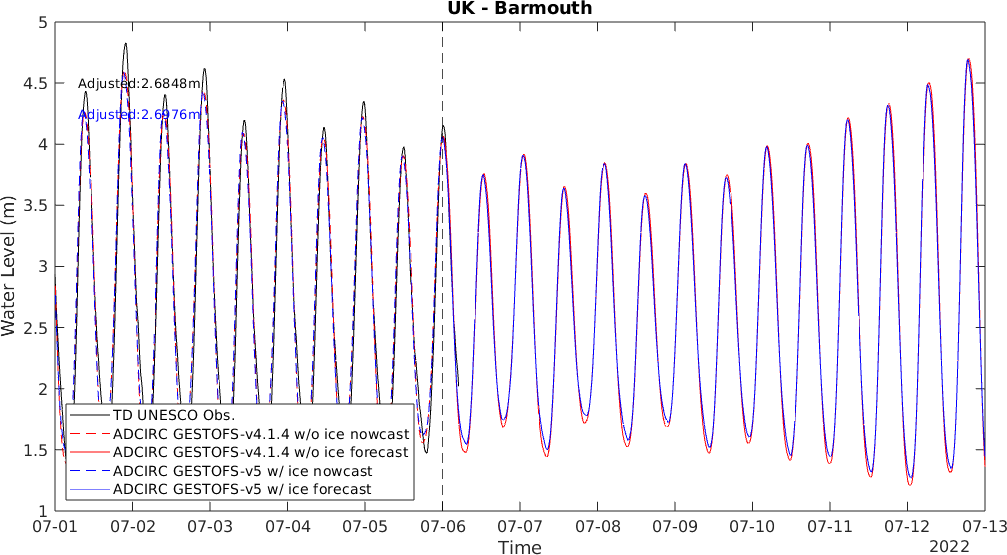 UK - Barmouth
Water Level (m)
5
4.5
4
3.5
3
2.5
2
1.5
1
Adjusted:2.6848m
Adjusted:2.6976m
TD UNESCO Obs.
ADCIRC GESTOFS-v4.1.4 w/o ice nowcast
ADCIRC GESTOFS-v4.1.4 w/o ice forecast
ADCIRC GESTOFS-v5 w/ ice nowcast
ADCIRC GESTOFS-v5 w/ ice forecast
07-01 07-02 07-03 07-04 07-05 07-06 07-07 07-08 07-09 07-10 07-11 07-12 07-13
Time
2022